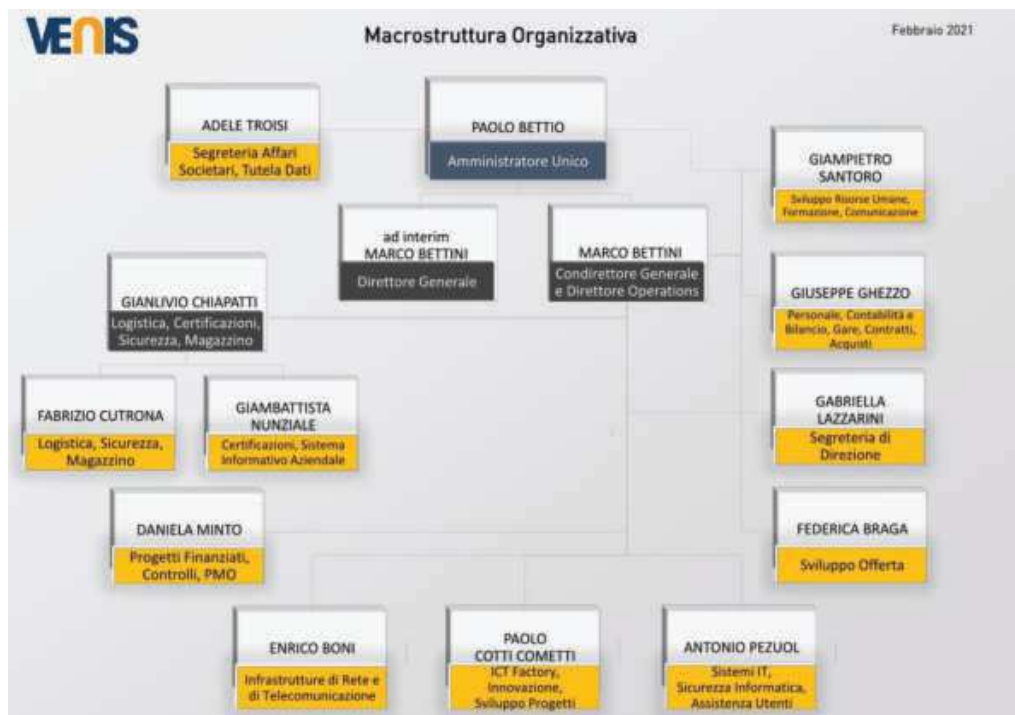 VENIS
Macrostruttura Organizzativa
Febbraio 2021
ADELE TROISI
Segreteria Affari
Societari, Tutela Dati
PAOLO BETTIO
Amministratore Unico
GIAMPIETRO
SANTORO
Sviluppo Risorse Umane,
Formazione, Comunicazione
ad interim
MARCO BETTINI
Direttore Generale
MARCO BETTINI
Condirettore Generale
e Direttore Operations
GIANLIVIO CHIAPATTI
Logistica, Certificazioni,
Sicurezza, Magazzino
GIUSEPPE GHEZZO
Personale, Contabilità e
Bilancio, Gare, Contratti,
Acquisti
FABRIZIO CUTRONA
Logistica, Sicurezza,
Magazzino
GIAMBATTISTA
NUNZIALE
Certificazioni, Sistema
Informativo Aziendale
GABRIELLA
LAZZARINI
Segreteria di
Direzione
DANIELA MINTO
Progetti Finanziati,
Controlli, PMO
FEDERICA BRAGA
Sviluppo Offerta
ENRICO BONI
Infrastrutture di Rete e
di Telecomunicazione
PAOLO
COTTI COMETTI
ICT Factory,
Innovazione,
Sviluppo Progetti
ANTONIO PEZUOL
Sistemi IT,
Sicurezza Informatica,
Assistenza Utenti